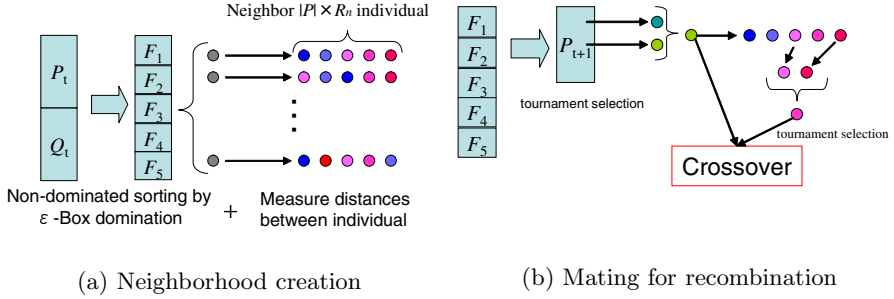 Neighbor |P| × Rn individual
Pt
Qt
F1
F2
F3
F4
F5
Non-dominated sorting by
ε -Box domination
+
Measure distances
between individual
(a) Neighborhood creation
F1
F2
F3
F4
F5
Pt+1
tournament selection
tournament selection
Crossover
(b) Mating for recombination